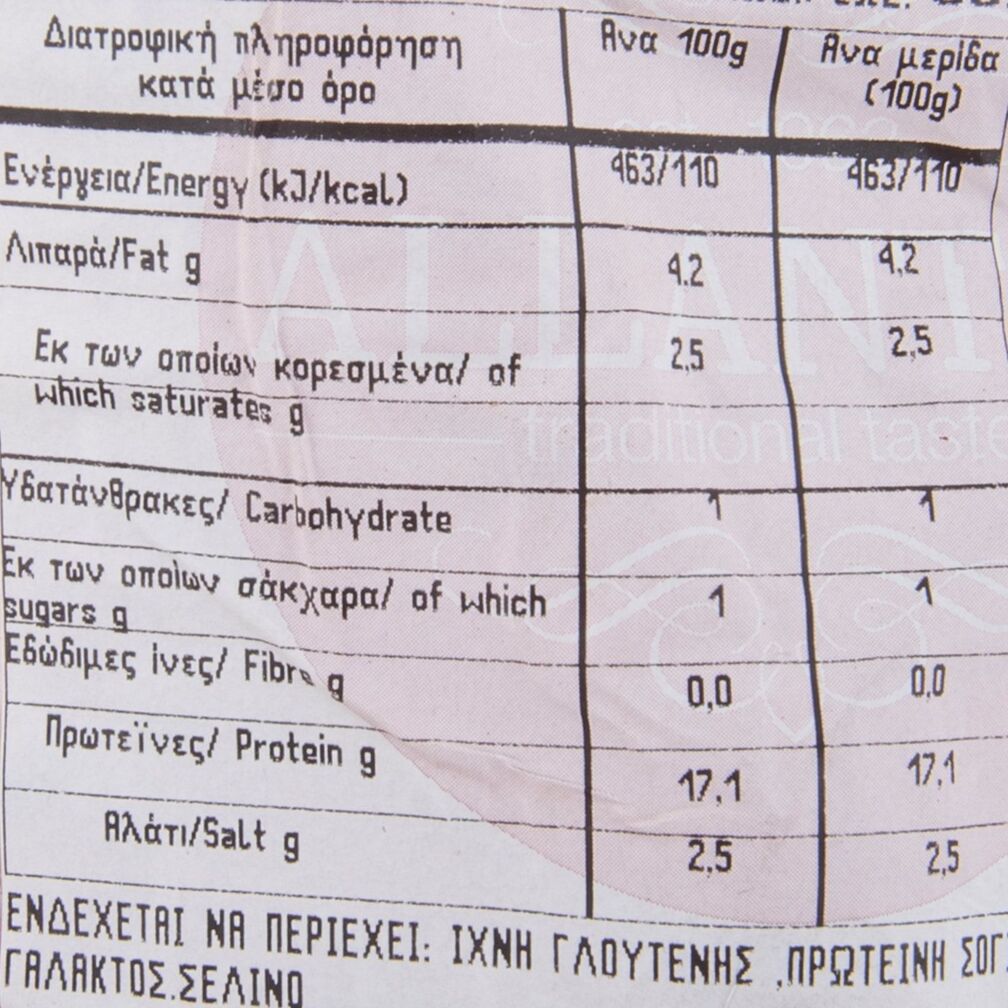 Διατροφική πληροφόρηση
κατά μέσο όρο
Ανα 100g
Ανα μερίδα
(100g)
Ενέργεια/Energy (kJ/kcal)
463/110
463/110
Λιπαρά/Fat g
4.2
4,2
Εκ των οποίων κορεσμένα/ of
which saturates g
2,5
2,5
Υδατάνθρακες/ Carbohydrate
1
1
Εκ των οποίων σάκχαρα/ of which
sugars g
1
1
Εδώδιμες ίνες/ Fibre g
0,0
0,0
Πρωτεϊνες/ Protein g
17,1
17,1
Αλάτι/Salt g
2,5
2,5
ΕΝΔΕΧΕΤΑΙ ΝΑ ΠΕΡΙΕΧΕΙ: ΙΧΝΗ ΓΛΟΥΤΕΝΗΣ ,ΠΡΩΤΕΙΝΗ
ΓΑΛΑΚΤΟΣ.ΣΕΛΙΝΟ
traditional taste